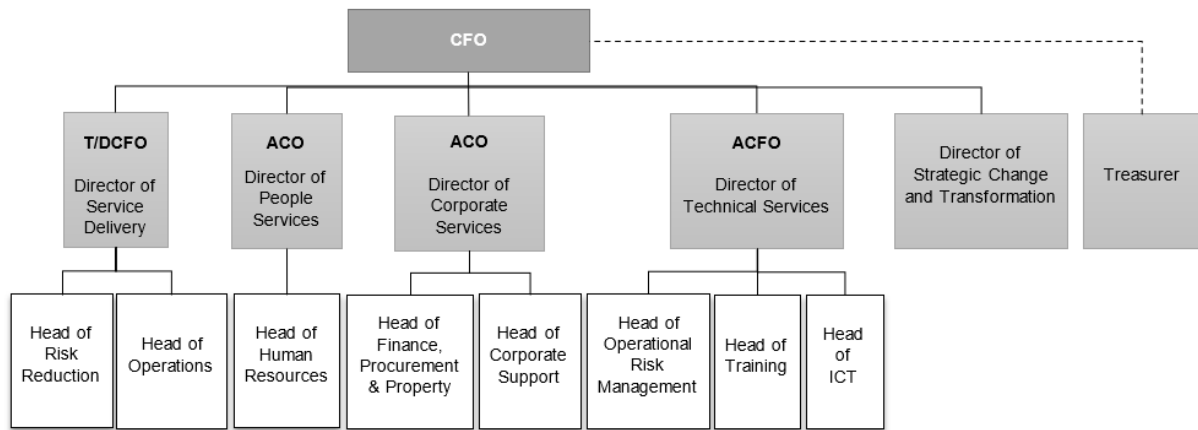 CFO
T/DCFO
Director of
Service
Delivery
ACO
Director of
People
Services
ACO
Director of
Corporate
Services
ACFO
Director of
Technical Services
Director of
Strategic Change
and Transformation
Treasurer
Head of
Risk
Reduction
Head of
Operations
Head of
Human
Resources
Head of
Finance,
Procurement
& Property
Head of
Corporate
Support
Head of
Operational
Risk
Management
Head of
Training
Head
of
ICT